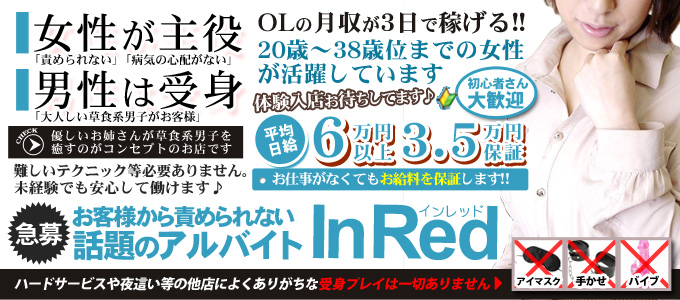 女性が主役
「責められない」「病気の心配がない」
男性は受身
「大人しい草食系男子がお客様」
CHECK
優しいお姉さんが草食系男子を
癒すのがコンセプトのお店です
難しいテクニック等必要ありません。
未経験でも安心して働けます♪
OLの月収が3日で稼げる!!
20歳～38歳位までの女性
が活躍しています
体験入店お待ちしてます♪
初心者さん
大歓迎
平均
日給
6万円以上
3.5万円保証
●お仕事がなくてもお給料を保証します!!
急募
お客様から責められない
話題のアルバイト
インレッド
InRed
アイマスク
手かせ
バイブ
ハードサービスや夜這い等の他店によくありがちな受身プレイは一切ありません